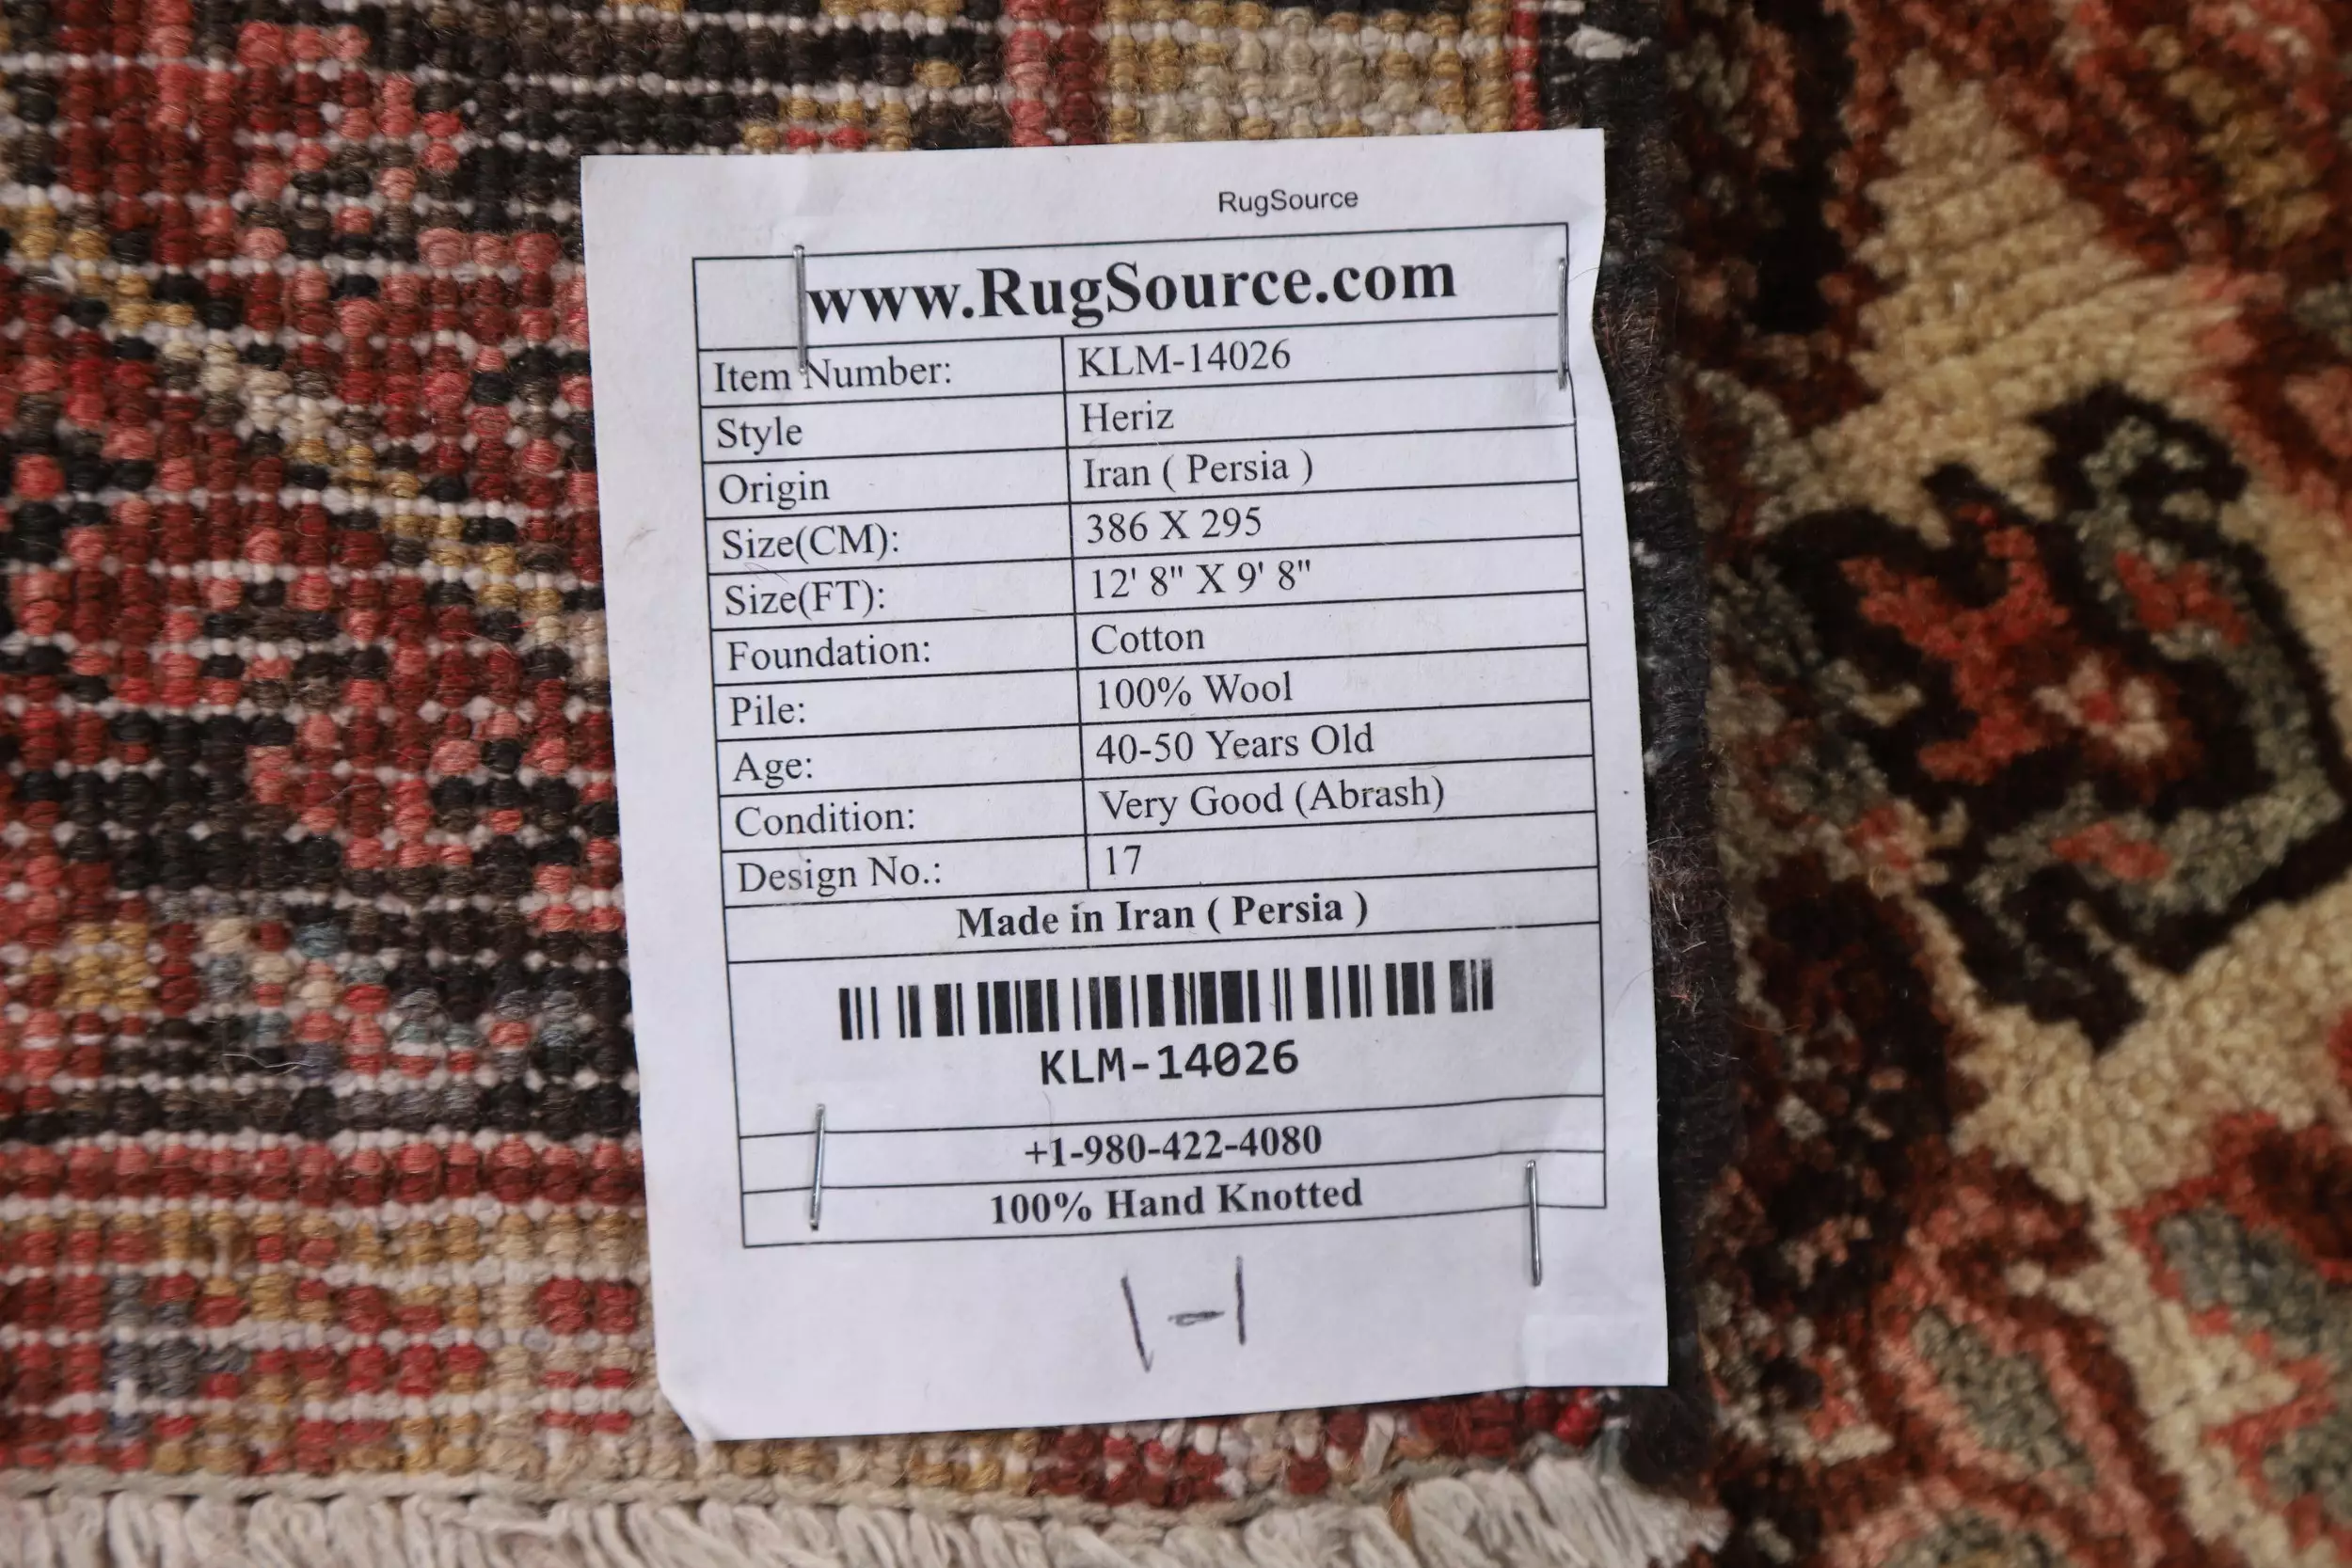 RugSource
www.RugSource.com
Item Number: KLM-14026
Style Heriz
Origin Iran ( Persia )
Size(CM): 386 X 295
Size(FT): 12' 8" X 9' 8"
Foundation: Cotton
Pile: 100% Wool
Age: 40-50 Years Old
Condition: Very Good (Abrash)
Design No.: 17
Made in Iran ( Persia )
KLM-14026
+1-980-422-4080
100% Hand Knotted
1-1